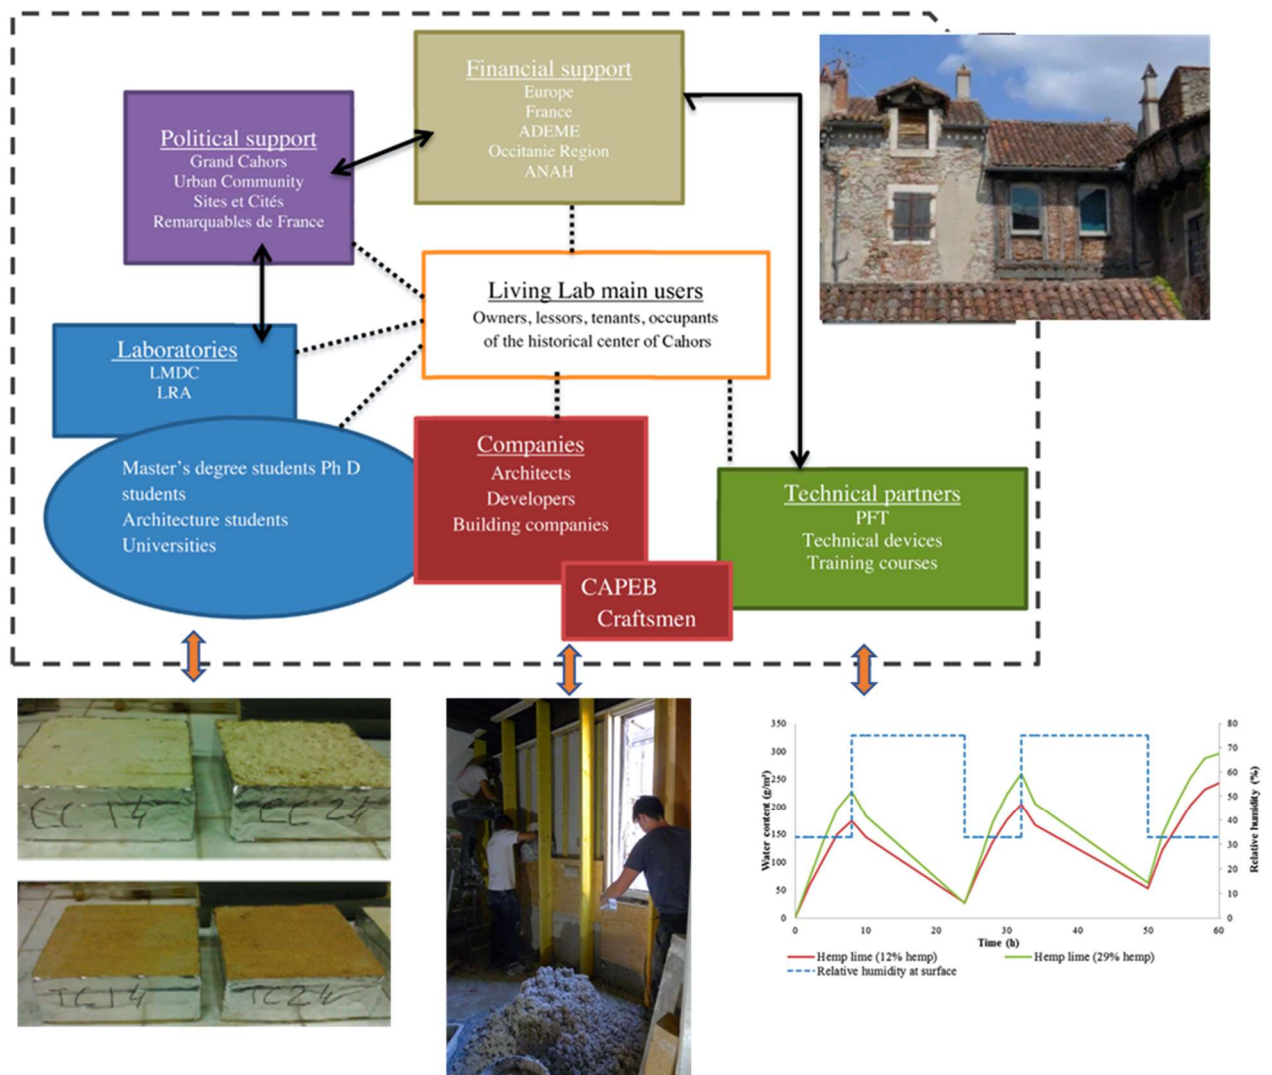 Financial support
Europe
France
ADEME
Occitanie Region
ANAH
Political support
Grand Cahors
Urban Community
Sites et Cités
Remarquables de France
Living Lab main users
Owners, lessors, tenants, occupants
of the historical center of Cahors
Laboratories
LMDC
LRA
Master's degree students Ph D
students
Architecture students
Universities
Companies
Architects
Developers
Building companies
CAPEB
Craftsmen
Technical partners
PFT
Technical devices
Training courses
CC14
CC24
TC14
TC24
Water content (g/m²)
350
300
250
200
150
100
50
0
Relative humidity (%)
80
70
60
50
40
30
20
10
0
0 10 20 30 40 50 60
Time (h)
Hemp lime (12% hemp)
Hemp lime (29% hemp)
Relative humidity at surface